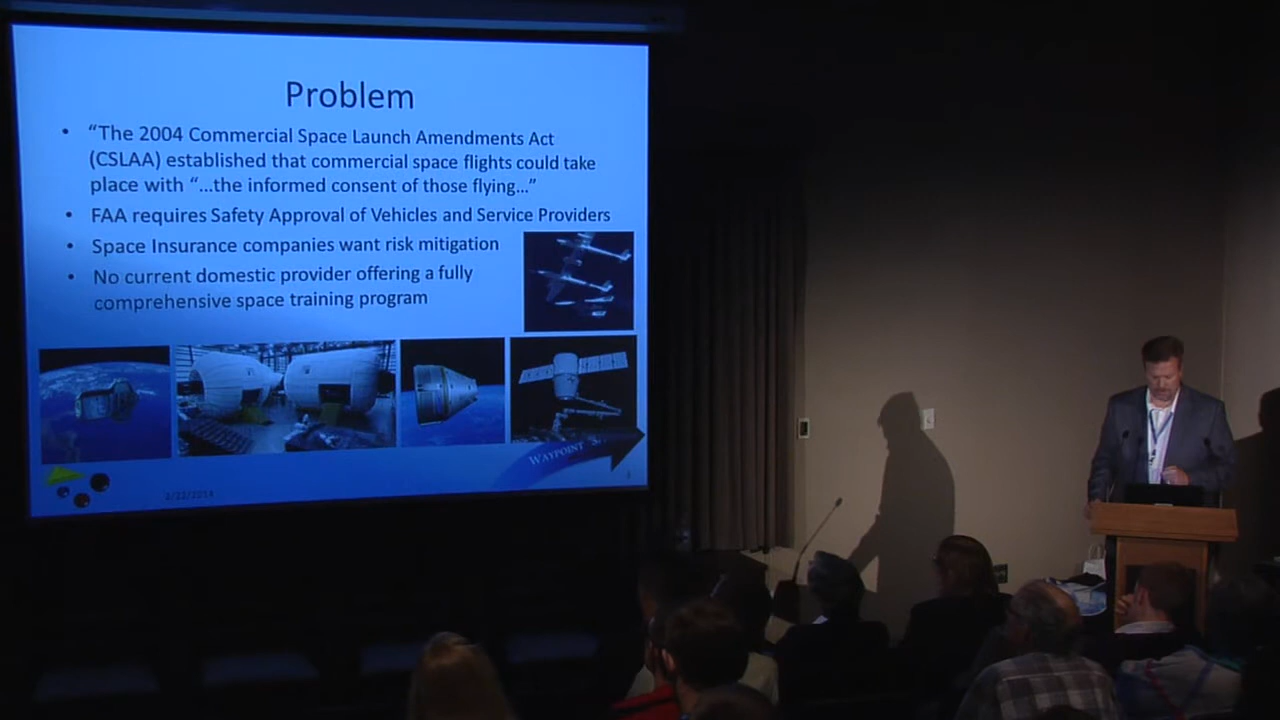 Problem
• “The 2004 Commercial Space Launch Amendments Act
(CSLAA) established that commercial space flights could take
place with “...the informed consent of those flying...”
• FAA requires Safety Approval of Vehicles and Service Providers
• Space Insurance companies want risk mitigation
• No current domestic provider offering a fully
comprehensive space training program
WAYPOINT